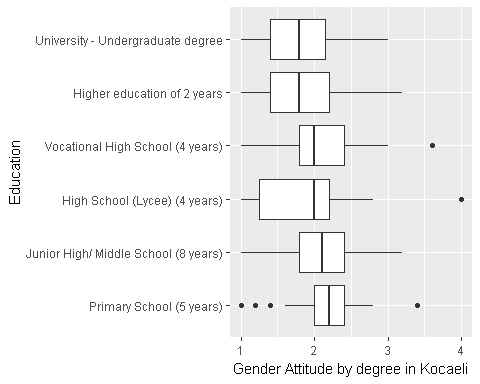 University - Undergraduate degree
Higher education of 2 years
Vocational High School (4 years)
High School (Lycee) (4 years)
Junior High/ Middle School (8 years)
Primary School (5 years)
Education
1 2 3 4
Gender Attitude by degree in Kocaeli